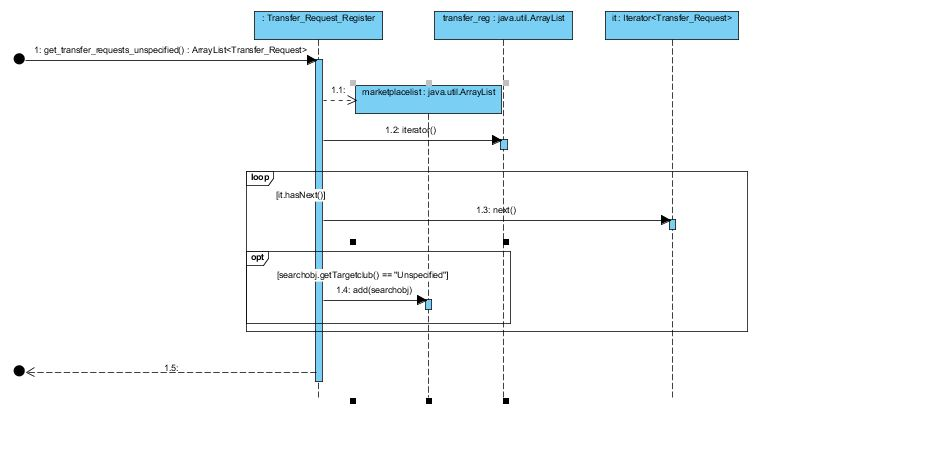 : Transfer_Request_Register
transfer_reg : java.util.ArrayList
it : Iterator<Transfer_Request>
1: get_transfer_requests_unspecified() : ArrayList<Transfer_Request>
1.1:
marketplacelist : java.util.ArrayList
1.2: iterator()
loop
[it.hasNext()]
1.3: next()
opt
[searchobj.getTargetclub() == "Unspecified"]
1.4: add(searchobj)
1.5: